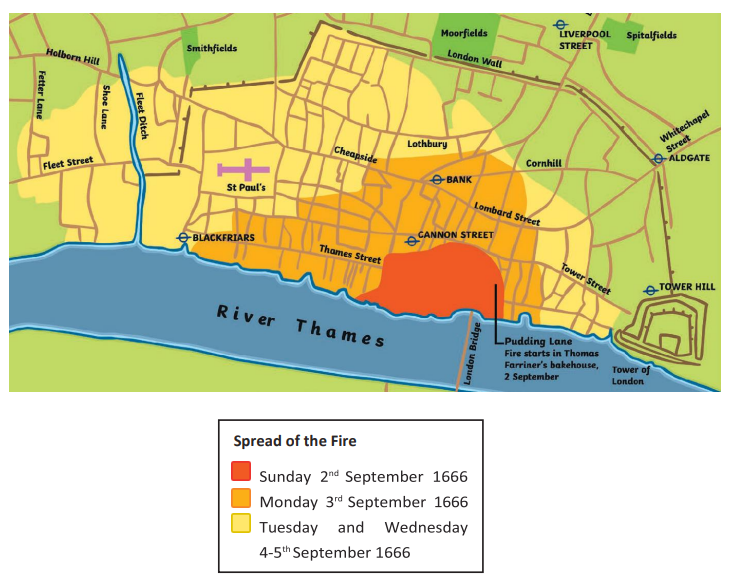 Moorfields
LIVERPOOL
STREET
Spitalfields
Smithfields
London Wall
Holborn Hill
Fetter Lane
Shoe Lane
Fleet Ditch
Whitechapel
Street
ALDGATE
Lothbury
Cheapside
Cornhill
Fleet Street
St Paul's
BANK
Lombard Street
BLACKFRIARS
CANNON STREET
Thames Street
Tower Street
TOWER HILL
River Thames
London Bridge
Pudding Lane
Fire starts in Thomas
Farriner's bakehouse,
2 September
Tower of
London
Spread of the Fire
Sunday 2nd September 1666
Monday 3rd September 1666
Tuesday and Wednesday
4-5th September 1666